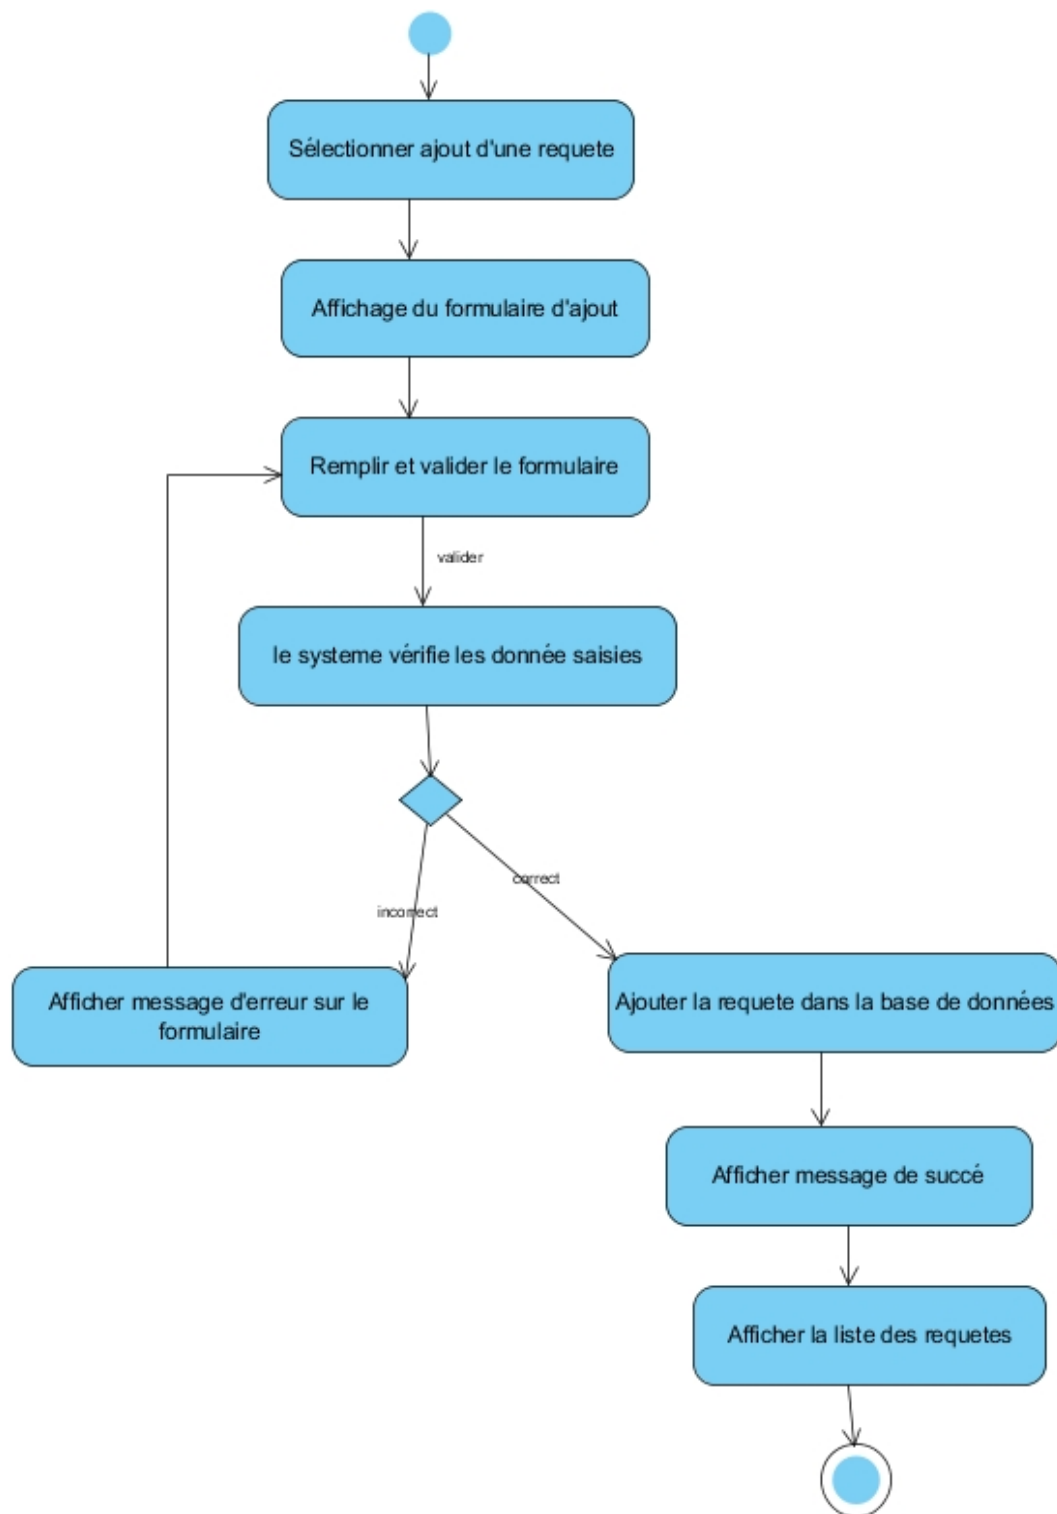 Sélectionner ajout d'une requete
Affichage du formulaire d'ajout
Remplir et valider le formulaire
valider
le systeme vérifie les donnée saisies
correct
incorrect
Afficher message d'erreur sur le
formulaire
Ajouter la requete dans la base de données
Afficher message de succé
Afficher la liste des requetes